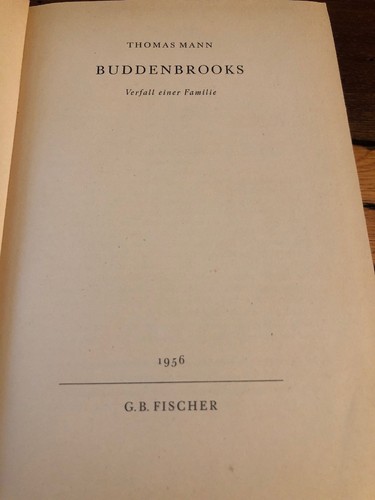 THOMAS MANN
BUDDENBROOKS
Verfall einer Familie
1956
G. B. FISCHER